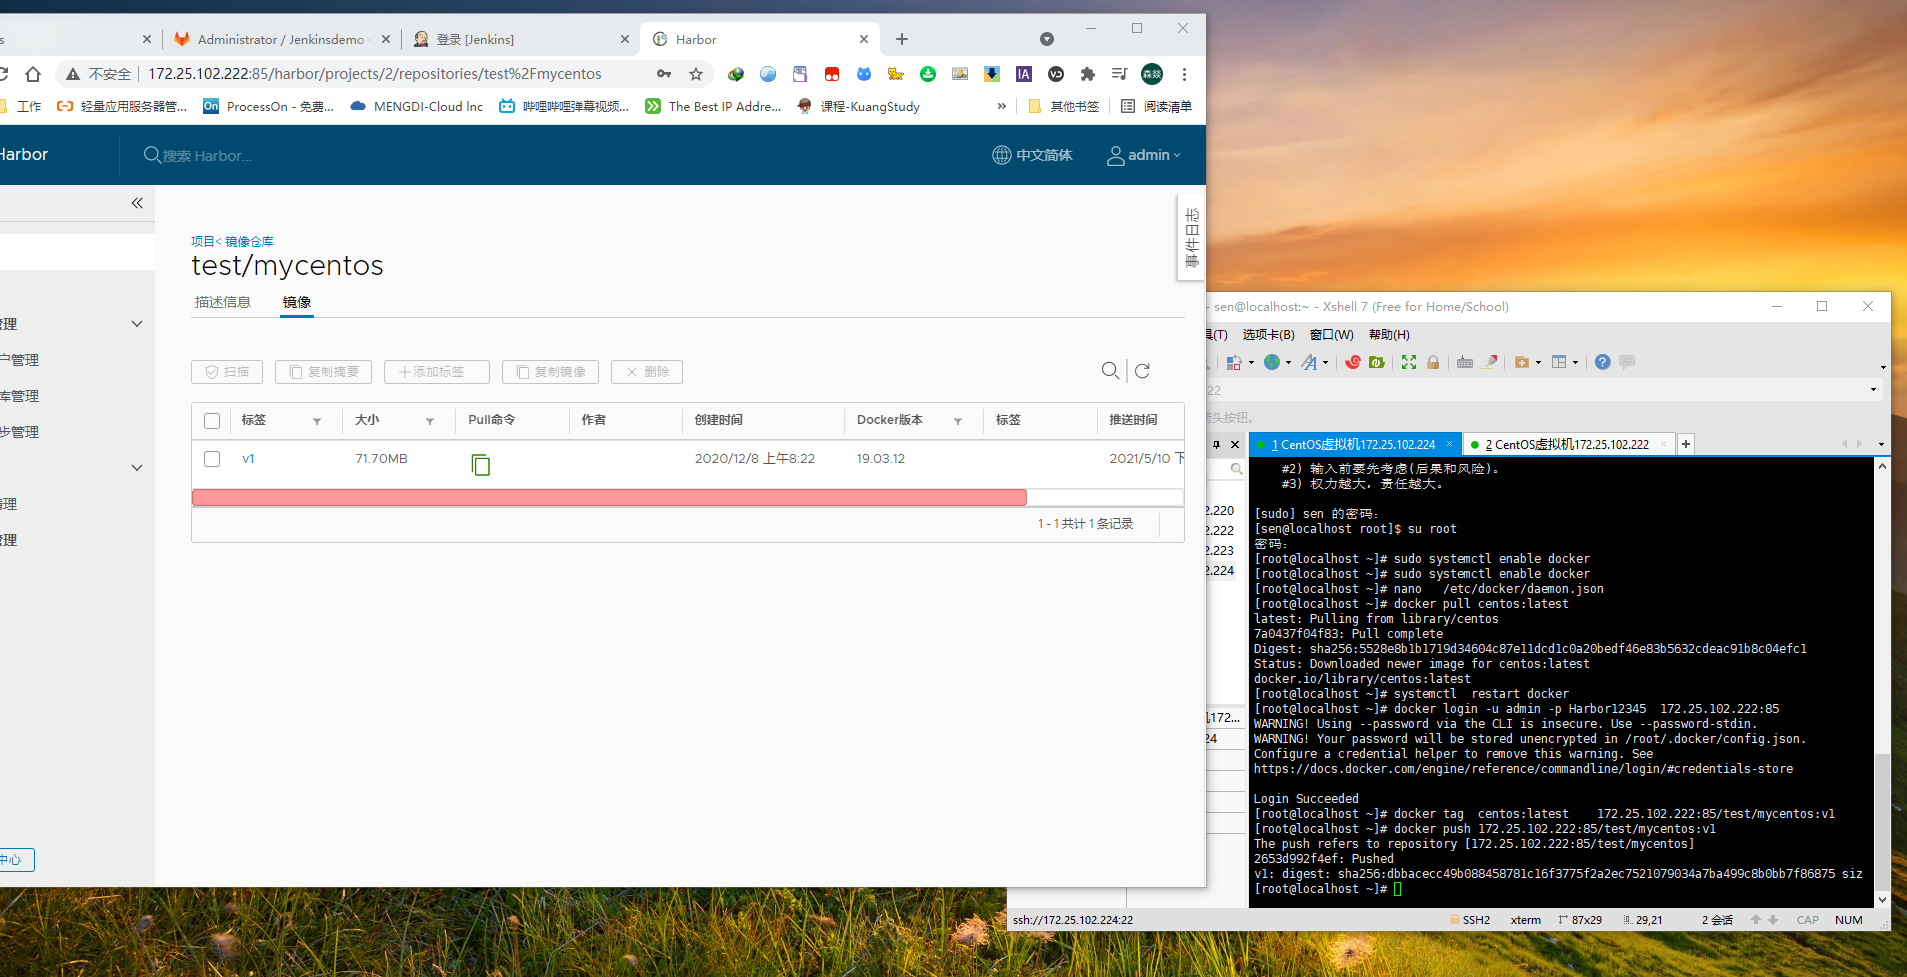 s
Administrator / Jenkinsdemo
登录 [Jenkins]
Harbor
不安全
172.25.102.222:85/harbor/projects/2/repositories/test%2Fmycentos
工作
轻量应用服务器管...
On
ProcessOn - 免费...
MENGDI-Cloud Inc
哔哩哔哩弹幕视频...
The Best IP Addre...
课程-KuangStudy
»
其他书签
阅读清单
IA
森燚
Harbor
搜索 Harbor...
中文简体
admin
事件日志
管理
户管理
库管理
步管理
清理
管理
中心
项目< 镜像仓库
test/mycentos
描述信息
镜像
扫描
复制摘要
添加标签
复制镜像
删除
标签
大小
Pull命令
作者
创建时间
Docker版本
标签
推送时间
v1
71.70MB
2020/12/8 上午8:22
19.03.12
2021/5/10 下
1 - 1 共计 1 条记录
- sen@localhost:~ - Xshell 7 (Free for Home/School)
具(T)
选项卡(B)
窗口(W)
帮助(H)
22
箭头按钮。
1 CentOS虚拟机172.25.102.224
2 CentOS虚拟机172.25.102.222
2.220
2.222
2.223
2.224
机172...
24
#2) 输入前要先考虑(后果和风险)。
#3) 权力越大, 责任越大。
[sudo] sen 的密码:
[sen@localhost root]$ su root
密码:
[root@localhost ~]# sudo systemctl enable docker
[root@localhost ~]# sudo systemctl enable docker
[root@localhost ~]# nano   /etc/docker/daemon.json
[root@localhost ~]# docker pull centos:latest
latest: Pulling from library/centos
7a0437f04f83: Pull complete
Digest: sha256:5528e8b1b1719d34604c87e11dcd1c0a20bedf46e83b5632cdeac91b8c04efc1
Status: Downloaded newer image for centos:latest
docker.io/library/centos:latest
[root@localhost ~]# systemctl  restart docker
[root@localhost ~]# docker login -u admin -p Harbor12345  172.25.102.222:85
WARNING! Using --password via the CLI is insecure. Use --password-stdin.
WARNING! Your password will be stored unencrypted in /root/.docker/config.json.
Configure a credential helper to remove this warning. See
https://docs.docker.com/engine/reference/commandline/login/#credentials-store
Login Succeeded
[root@localhost ~]# docker tag  centos:latest    172.25.102.222:85/test/mycentos:v1
[root@localhost ~]# docker push 172.25.102.222:85/test/mycentos:v1
The push refers to repository [172.25.102.222:85/test/mycentos]
2653d992f4ef: Pushed
v1: digest: sha256:dbbacecc49b088458781c16f3775f2a2ec7521079034a7ba499c8b0bb7f86875 siz
[root@localhost ~]#
ssh://172.25.102.224:22
SSH2
xterm
87x29
29,21
2 会话
CAP
NUM